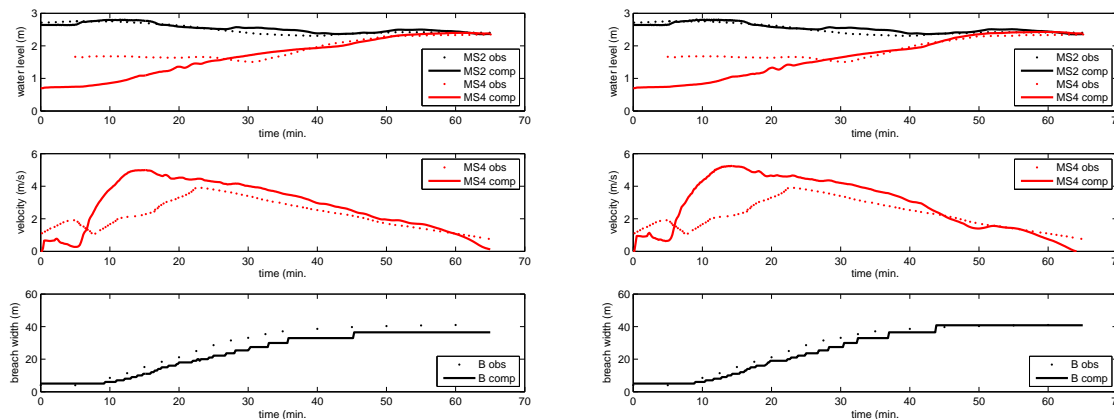 3
2
1
0
water level (m)
0 10 20 30 40 50 60 70
time (min.
MS2 obs
MS2 comp
MS4 obs
MS4 comp
6
4
2
0
velocity (m/s)
0 10 20 30 40 50 60 70
time (min.
MS4 obs
MS4 comp
60
40
20
0
breach width (m)
0 10 20 30 40 50 60 70
time (min.
B obs
B comp
3
2
1
0
water level (m)
0 10 20 30 40 50 60 70
time (min.
MS2 obs
MS2 comp
MS4 obs
MS4 comp
6
4
2
0
velocity (m/s)
0 10 20 30 40 50 60 70
time (min.
MS4 obs
MS4 comp
60
40
20
0
breach width (m)
0 10 20 30 40 50 60 70
time (min.
B obs
B comp